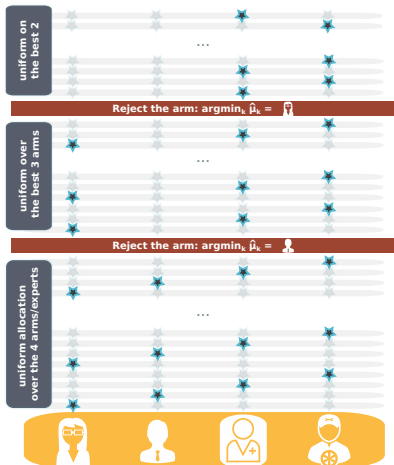 uniform on
the best 2
...
Reject the arm: argminₖ μ̂ₖ =
uniform over
the best 3 arms
...
Reject the arm: argminₖ μ̂ₖ =
uniform allocation
over the 4 arms/experts
...